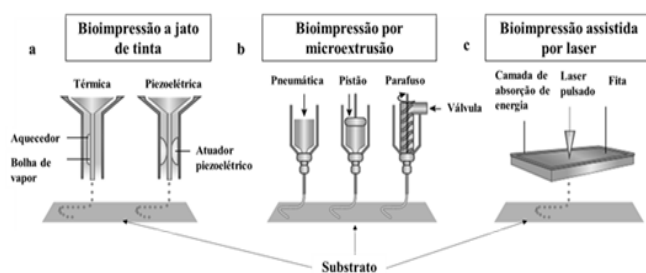 a
Bioimpressão a jato
de tinta
Térmica
Piezoelétrica
Aquecedor
Bolha de
vapor
Atuador
piezoelétrico
b
Bioimpressão por
microextrusão
Pneumática
Pistão
Parafuso
Válvula
c
Bioimpressão assistida
por laser
Camada de
absorção de
energia
Laser
pulsado
Fita
Substrato